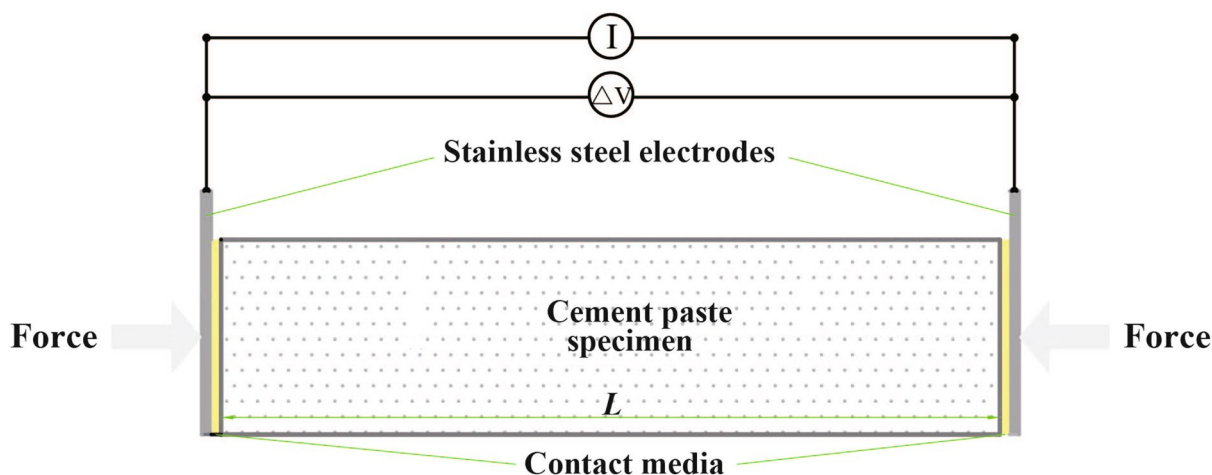 I
△V
Stainless steel electrodes
Force
Cement paste
specimen
Force
L
Contact media